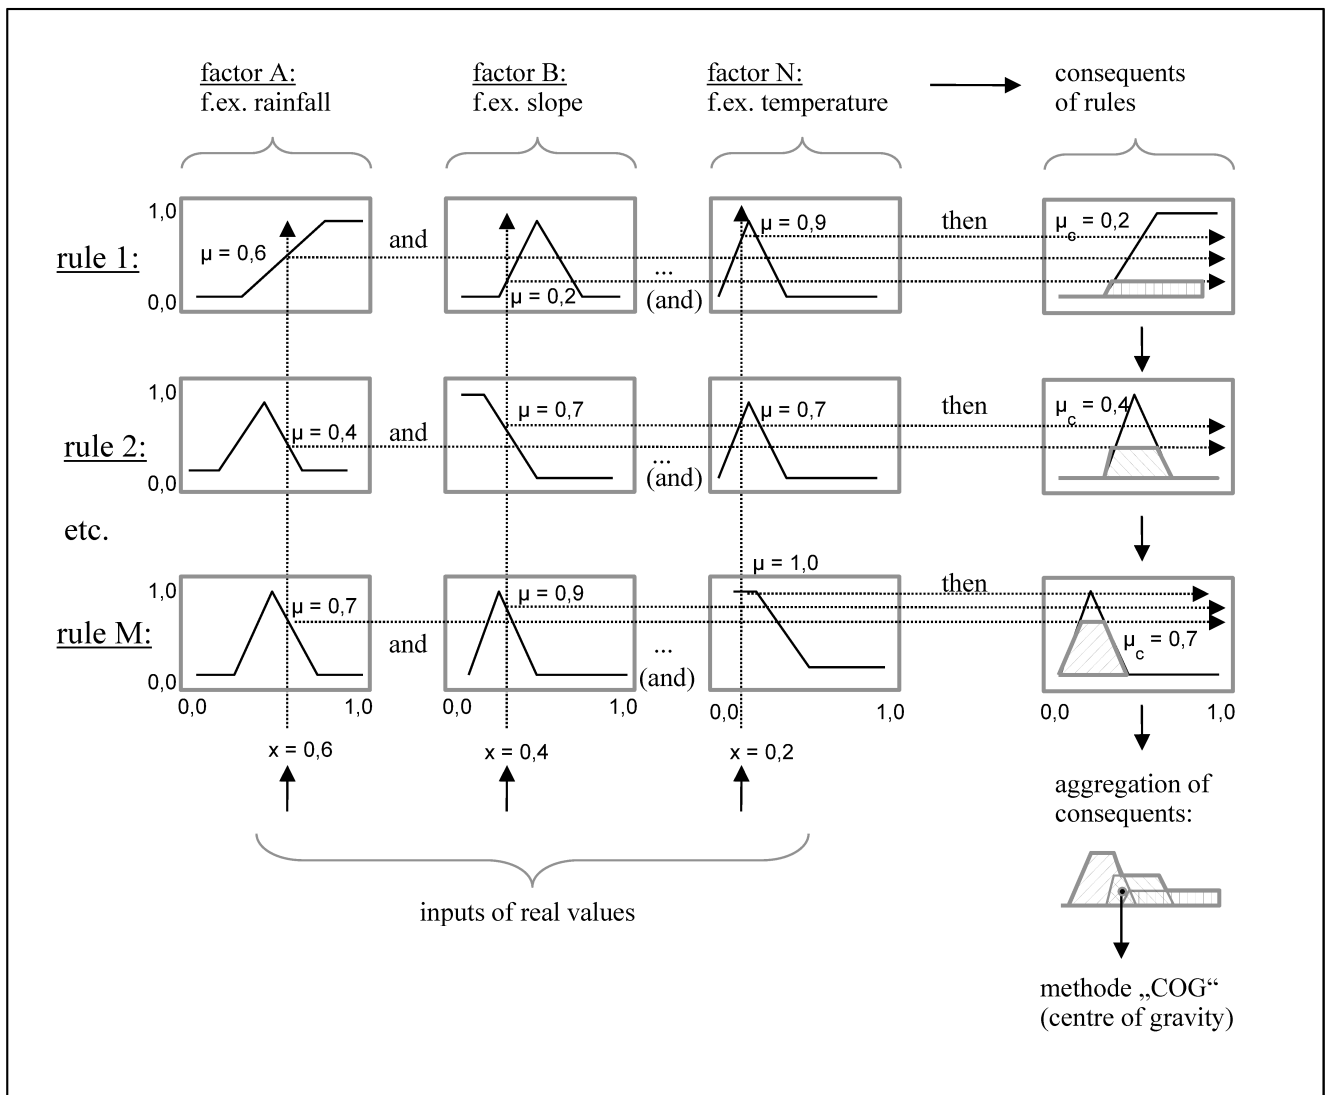 factor A:
f.ex. rainfall
factor B:
f.ex. slope
factor N:
f.ex. temperature
consequents
of rules
rule 1:
1,0
0,0
µ = 0,6
and
µ = 0,2
...
(and)
µ = 0,9
then
µc = 0,2
rule 2:
1,0
0,0
µ = 0,4
and
µ = 0,7
...
(and)
µ = 0,7
then
µc = 0,4
etc.
rule M:
1,0
0,0
µ = 0,7
and
µ = 0,9
...
(and)
µ = 1,0
then
µc = 0,7
0,0 1,0
0,0 1,0
0,0 1,0
0,0 1,0
x = 0,6
x = 0,4
x = 0,2
inputs of real values
aggregation of
consequents:
methode „COG“
(centre of gravity)